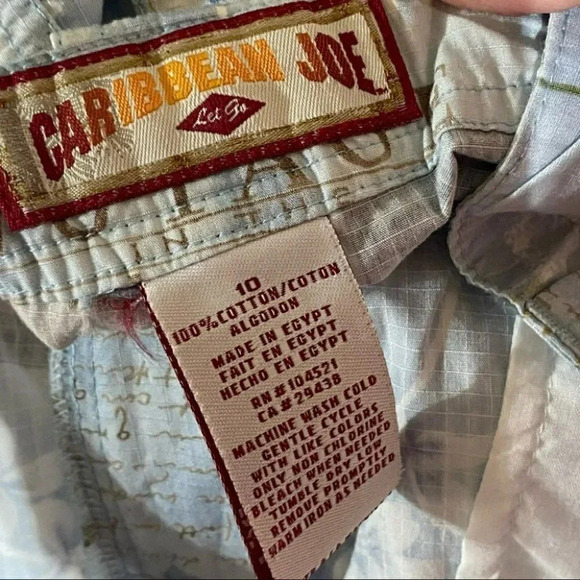 CARIBBEAN JOE
Let Go
IN THE
10
100% COTTON/COTON
ALGODON
MADE IN EGYPT
FAIT EN EGYPT
HECHO EN EGYPT
RN # 104521
CA # 29438
MACHINE WASH COLD
GENTLE CYCLE
WITH LIKE COLORS
ONLY NON CHLORINE
BLEACH WHEN NEEDED
TUMBLE DRY LOW
REMOVE PROMPTLY
WARM IRON AS NEEDED